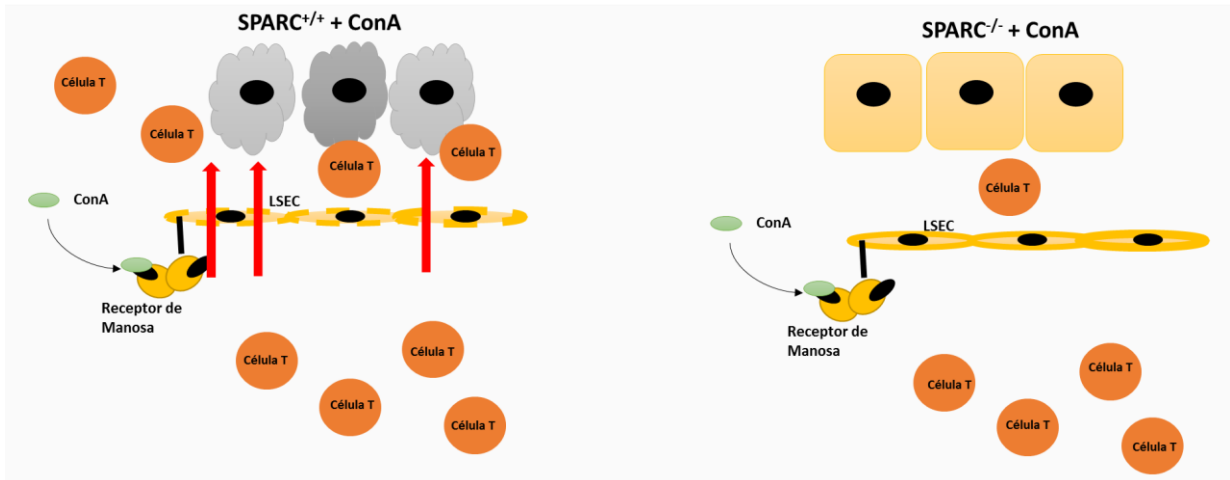 SPARC+/+ + ConA
Célula T
Célula T
Célula T
Célula T
ConA
LSEC
Receptor de
Manosa
Célula T
Célula T
Célula T
Célula T
SPARC-/- + ConA
Célula T
ConA
LSEC
Receptor de
Manosa
Célula T
Célula T
Célula T
Célula T